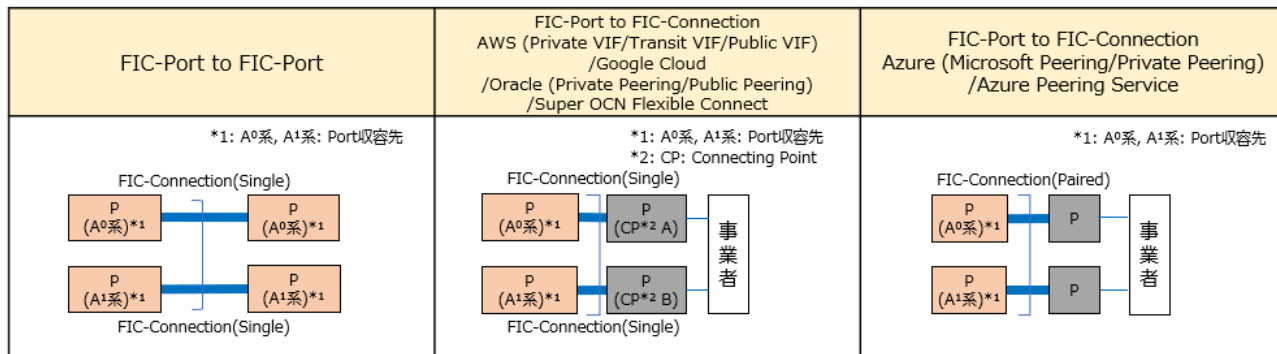 FIC-Port to FIC-Port
FIC-Port to FIC-Connection
AWS (Private VIF/Transit VIF/Public VIF)
/Google Cloud
/Oracle (Private Peering/Public Peering)
/Super OCN Flexible Connect
FIC-Port to FIC-Connection
Azure (Microsoft Peering/Private Peering)
/Azure Peering Service
*1: A⁰系, A¹系: Port収容先
FIC-Connection(Single)
P
(A⁰系)*¹
P
(A⁰系)*¹
P
(A¹系)*¹
P
(A¹系)*¹
FIC-Connection(Single)
*1: A⁰系, A¹系: Port収容先
*2: CP: Connecting Point
FIC-Connection(Single)
P
(A⁰系)*¹
P
(CP*² A)
P
(A¹系)*¹
P
(CP*² B)
事業者
FIC-Connection(Single)
*1: A⁰系, A¹系: Port収容先
FIC-Connection(Paired)
P
(A⁰系)*¹
P
P
(A¹系)*¹
P
事業者